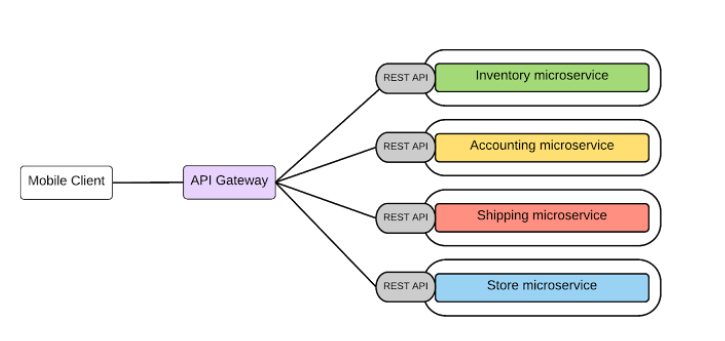 Mobile Client
API Gateway
REST API
Inventory microservice
REST API
Accounting microservice
REST API
Shipping microservice
REST API
Store microservice